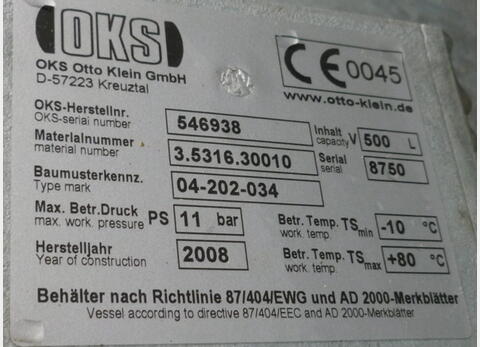 OKS
OKS Otto Klein GmbH
D-57223 Kreuztal
CE 0045
www.otto-klein.de
OKS-Herstellnr. 546938 Inhalt V 500 L
OKS-serial number capacity
Materialnummer 3.5316.30010 Serial 8750
material number serial
Baumusterkennz. 04-202-034
Type mark
Max. Betr.Druck PS 11 bar Betr. Temp. TSmin -10 °C
max. work. pressure work. temp.
Herstelljahr 2008 Betr. Temp. TSmax +80 °C
Year of construction work. temp.
Behälter nach Richtlinie 87/404/EWG und AD 2000-Merkblätter
Vessel according to directive 87/404/EEC and AD 2000-Merkblätter